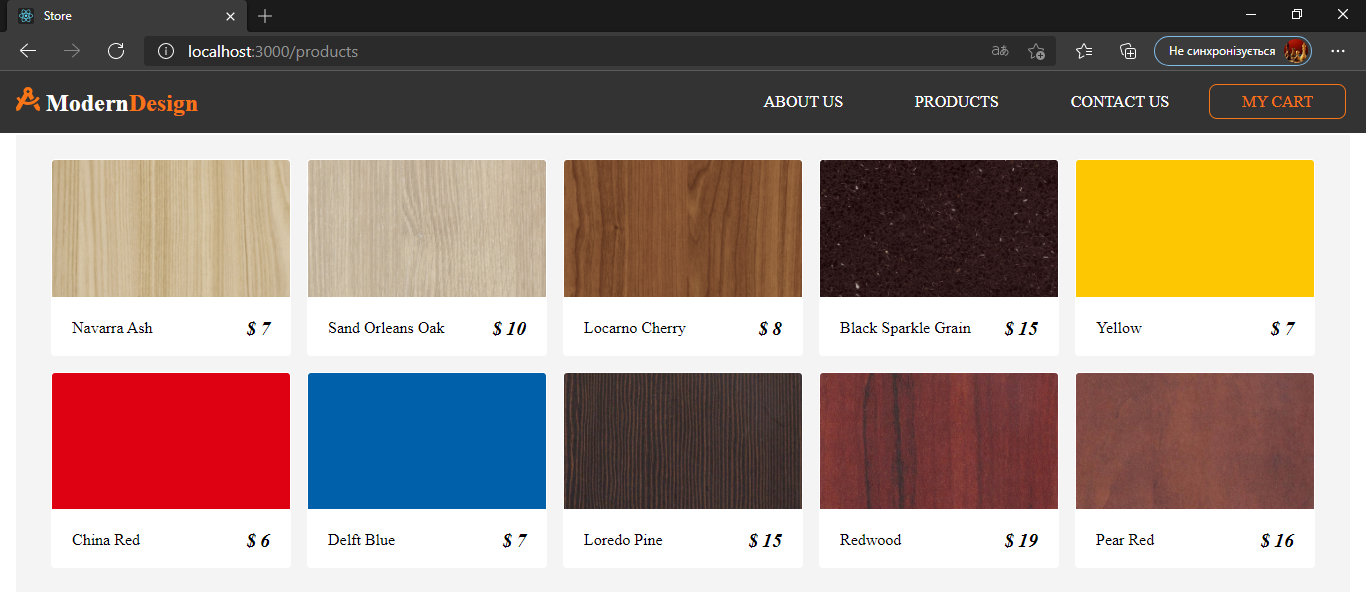 Store
localhost:3000/products
аあ
Не синхронізується
ModernDesign
ABOUT US
PRODUCTS
CONTACT US
MY CART
Navarra Ash $ 7
Sand Orleans Oak $ 10
Locarno Cherry $ 8
Black Sparkle Grain $ 15
Yellow $ 7
China Red $ 6
Delft Blue $ 7
Loredo Pine $ 15
Redwood $ 19
Pear Red $ 16